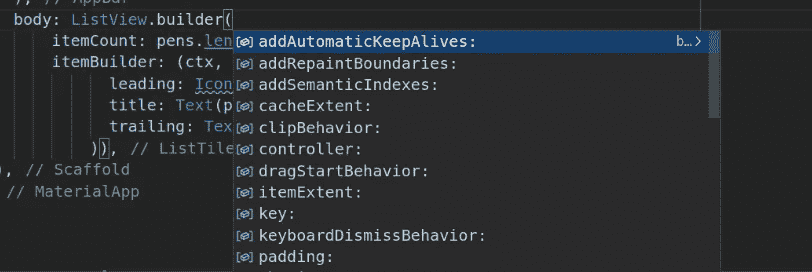 ), // AppBar
body: ListView.builder(
itemCount: pens.len
itemBuilder: (ctx,
leading: Icon
title: Text(p
trailing: Tex
)), // ListTile
), // Scaffold
// MaterialApp
addAutomaticKeepAlives: b...>
addRepaintBoundaries:
addSemanticIndexes:
cacheExtent:
clipBehavior:
controller:
dragStartBehavior:
itemExtent:
key:
keyboardDismissBehavior:
padding: